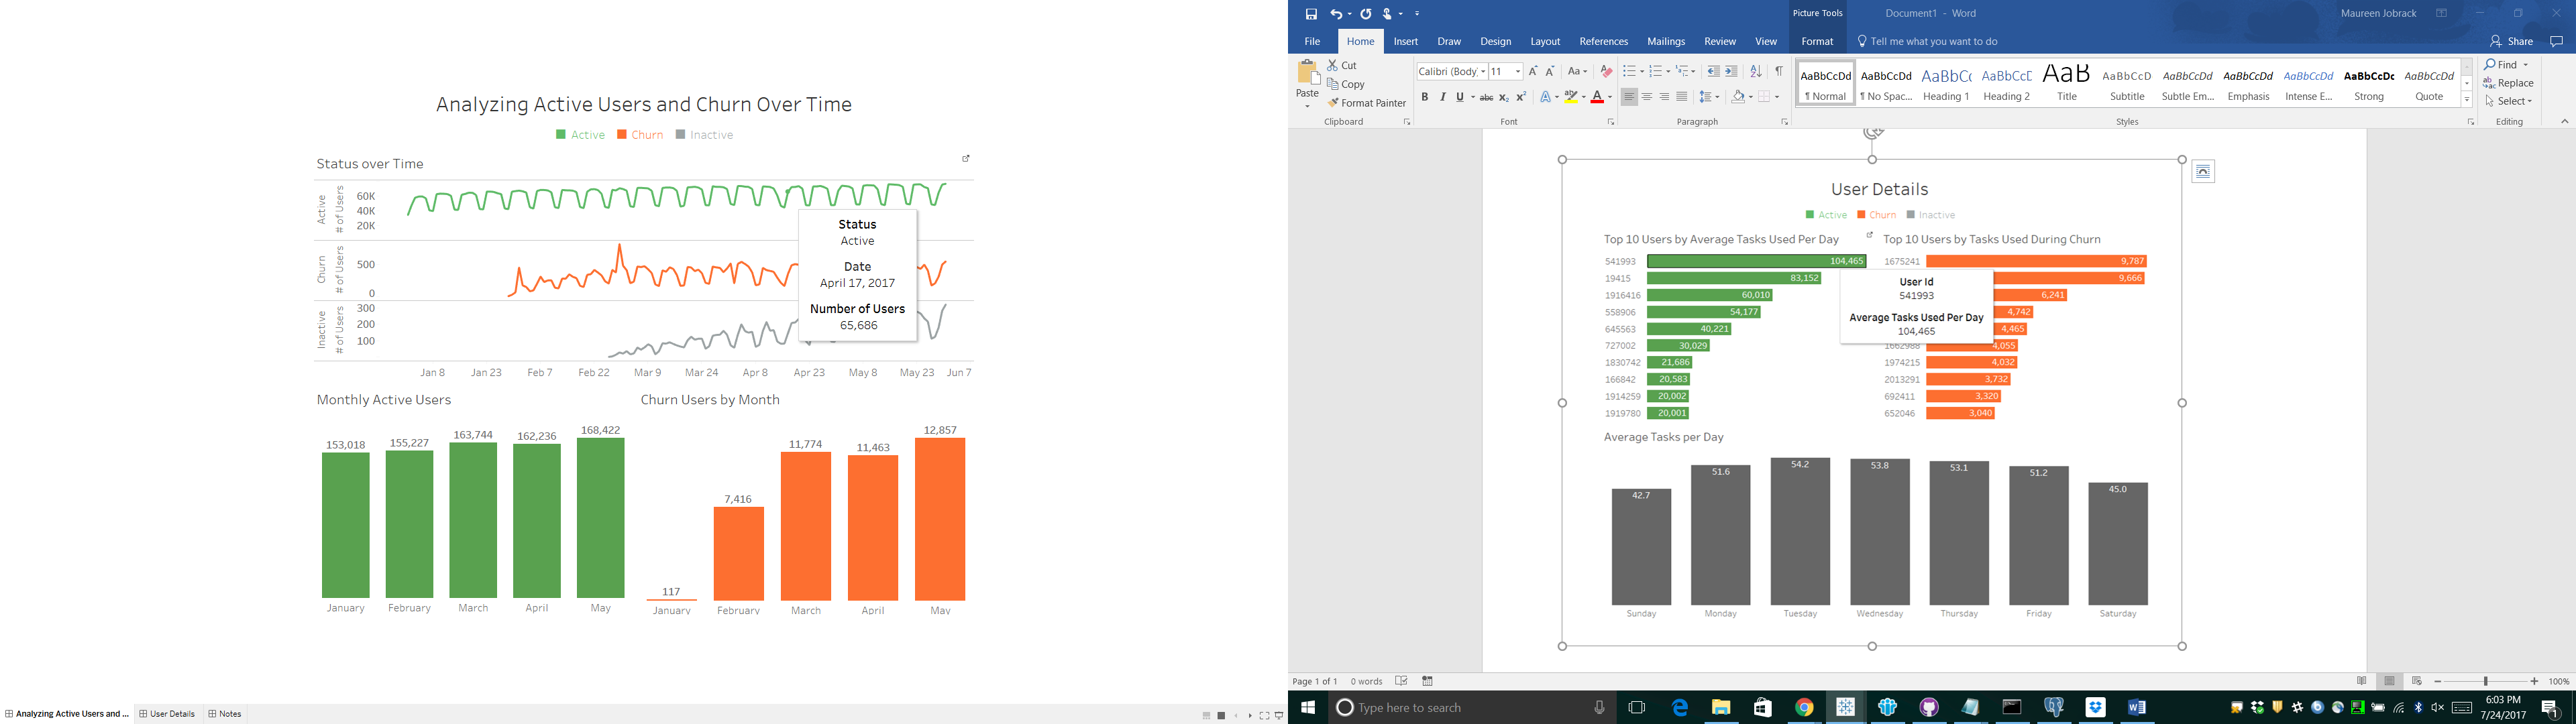 Analyzing Active Users and Churn Over Time
Active Churn Inactive
Status over Time
Active
# of Users
60K
40K
20K
Churn
# of Users
500
0
Inactive
# of Users
300
200
100
Status
Active
Date
April 17, 2017
Number of Users
65,686
Jan 8 Jan 23 Feb 7 Feb 22 Mar 9 Mar 24 Apr 8 Apr 23 May 8 May 23 Jun 7
Monthly Active Users
153,018 155,227 163,744 162,236 168,422
January February March April May
Churn Users by Month
117 7,416 11,774 11,463 12,857
January February March April May
Analyzing Active Users and ... User Details Notes
Picture Tools Document1 - Word Maureen Jobrack
File Home Insert Draw Design Layout References Mailings Review View Format Tell me what you want to do Share
Paste
Cut
Copy
Format Painter
Clipboard
Calibri (Body) 11
Font
Paragraph
AaBbCcDd AaBbCcDd AaBbCc AaBbCcE AaB AaBbCcD AaBbCcDd AaBbCcDd AaBbCcDd AaBbCcDc AaBbCcDd
¶ Normal ¶ No Spac... Heading 1 Heading 2 Title Subtitle Subtle Em... Emphasis Intense E... Strong Quote
Styles
Find
Replace
Select
Editing
User Details
Active Churn Inactive
Top 10 Users by Average Tasks Used Per Day
541993 104,465
19415 83,152
1916416 60,010
558906 54,177
645563 40,221
727002 30,029
1830742 21,686
166842 20,583
1914259 20,002
1919780 20,001
Top 10 Users by Tasks Used During Churn
1675241 9,787
9,666
6,241
4,742
4,465
1662988 4,055
1974215 4,032
2013291 3,732
692411 3,320
652046 3,040
User Id
541993
Average Tasks Used Per Day
104,465
Average Tasks per Day
42.7 51.6 54.2 53.8 53.1 51.2 45.0
Sunday Monday Tuesday Wednesday Thursday Friday Saturday
Page 1 of 1 0 words 100%
Type here to search
6:03 PM
7/24/2017